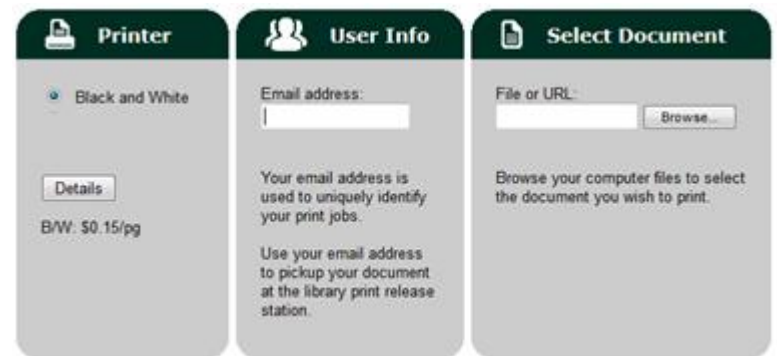 Printer
Black and White
Details
B/W: $0.15/pg
User Info
Email address:
Your email address is
used to uniquely identify
your print jobs.
Use your email address
to pickup your document
at the library print release
station.
Select Document
File or URL:
Browse...
Browse your computer files to select
the document you wish to print.